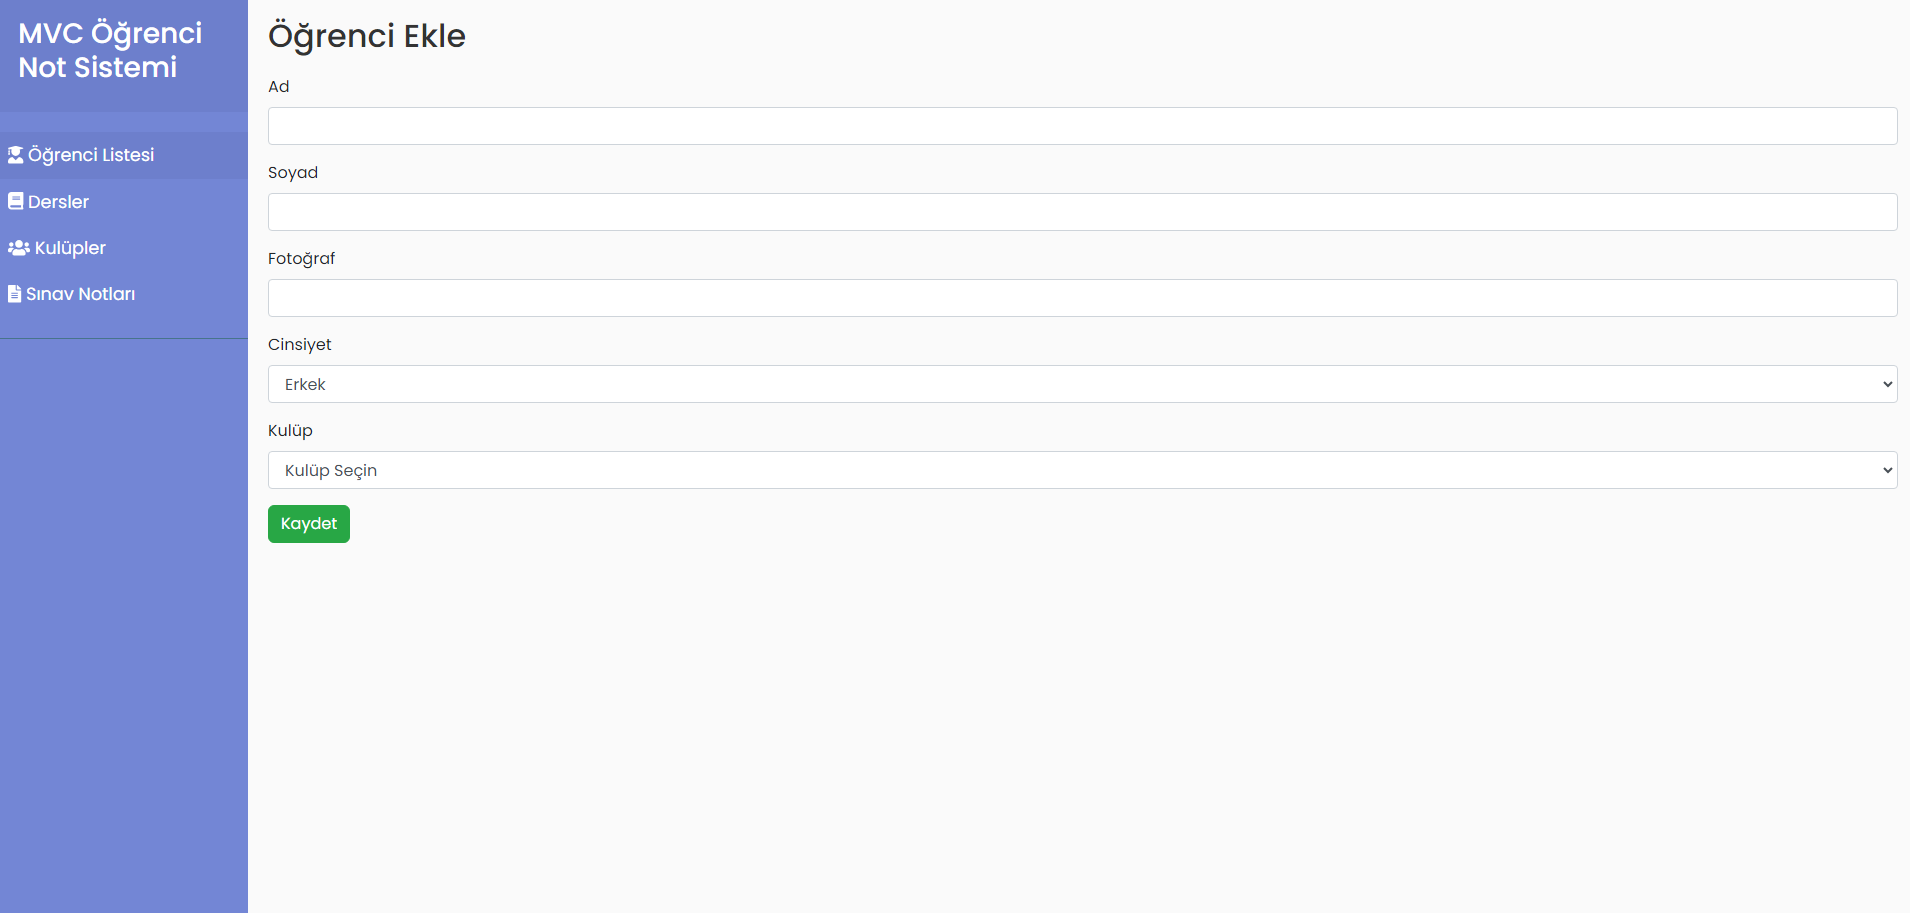 MVC Öğrenci
Not Sistemi
Öğrenci Listesi
Dersler
Kulüpler
Sınav Notları
Öğrenci Ekle
Ad
Soyad
Fotoğraf
Cinsiyet
Erkek
Kulüp
Kulüp Seçin
Kaydet